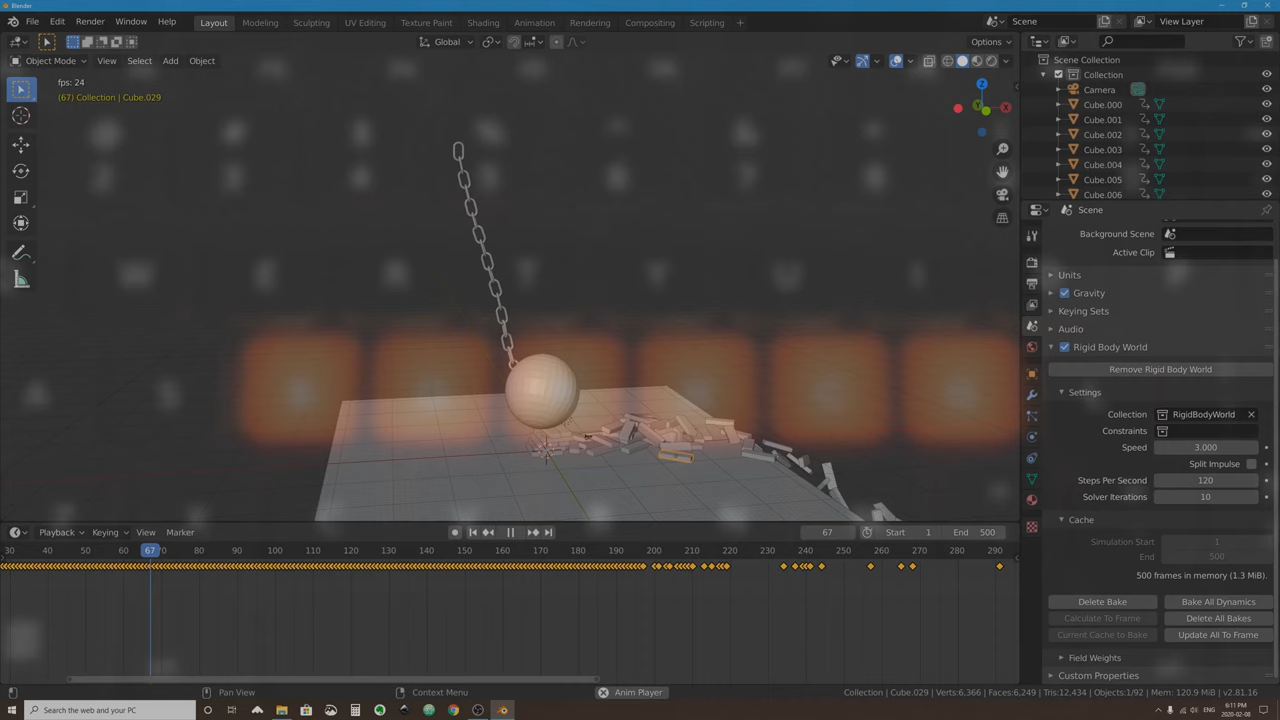 Blender
File Edit Render Window Help
Layout Modeling Sculpting UV Editing Texture Paint Shading Animation Rendering Compositing Scripting +
Scene
View Layer
Global
Options
Object Mode View Select Add Object
fps: 24
(67) Collection | Cube.029
Z
Y
X
Scene Collection
Collection
Camera
Cube.000
Cube.001
Cube.002
Cube.003
Cube.004
Cube.005
Cube.006
Scene
Background Scene
Active Clip
Units
Gravity
Keying Sets
Audio
Rigid Body World
Remove Rigid Body World
Settings
Collection RigidBodyWorld
Constraints
Speed 3.000
Split Impulse
Steps Per Second 120
Solver Iterations 10
Cache
Simulation Start 1
End 500
500 frames in memory (1.3 MiB).
Delete Bake Bake All Dynamics
Calculate To Frame Delete All Bakes
Current Cache to Bake Update All To Frame
Field Weights
Custom Properties
W E R T Y U I
A S
Playback Keying View Marker
67 Start 1 End 500
30 40 50 60 67 70 80 90 100 110 120 130 140 150 160 170 180 190 200 210 220 230 240 250 260 270 280 290
Pan View Context Menu Anim Player
Collection | Cube.029 | Verts:6,366 | Faces:6,249 | Tris:12,434 | Objects:1/92 | Mem: 120.9 MiB | v2.81.16
Search the web and your PC
ENG
6:11 PM
2020-02-08